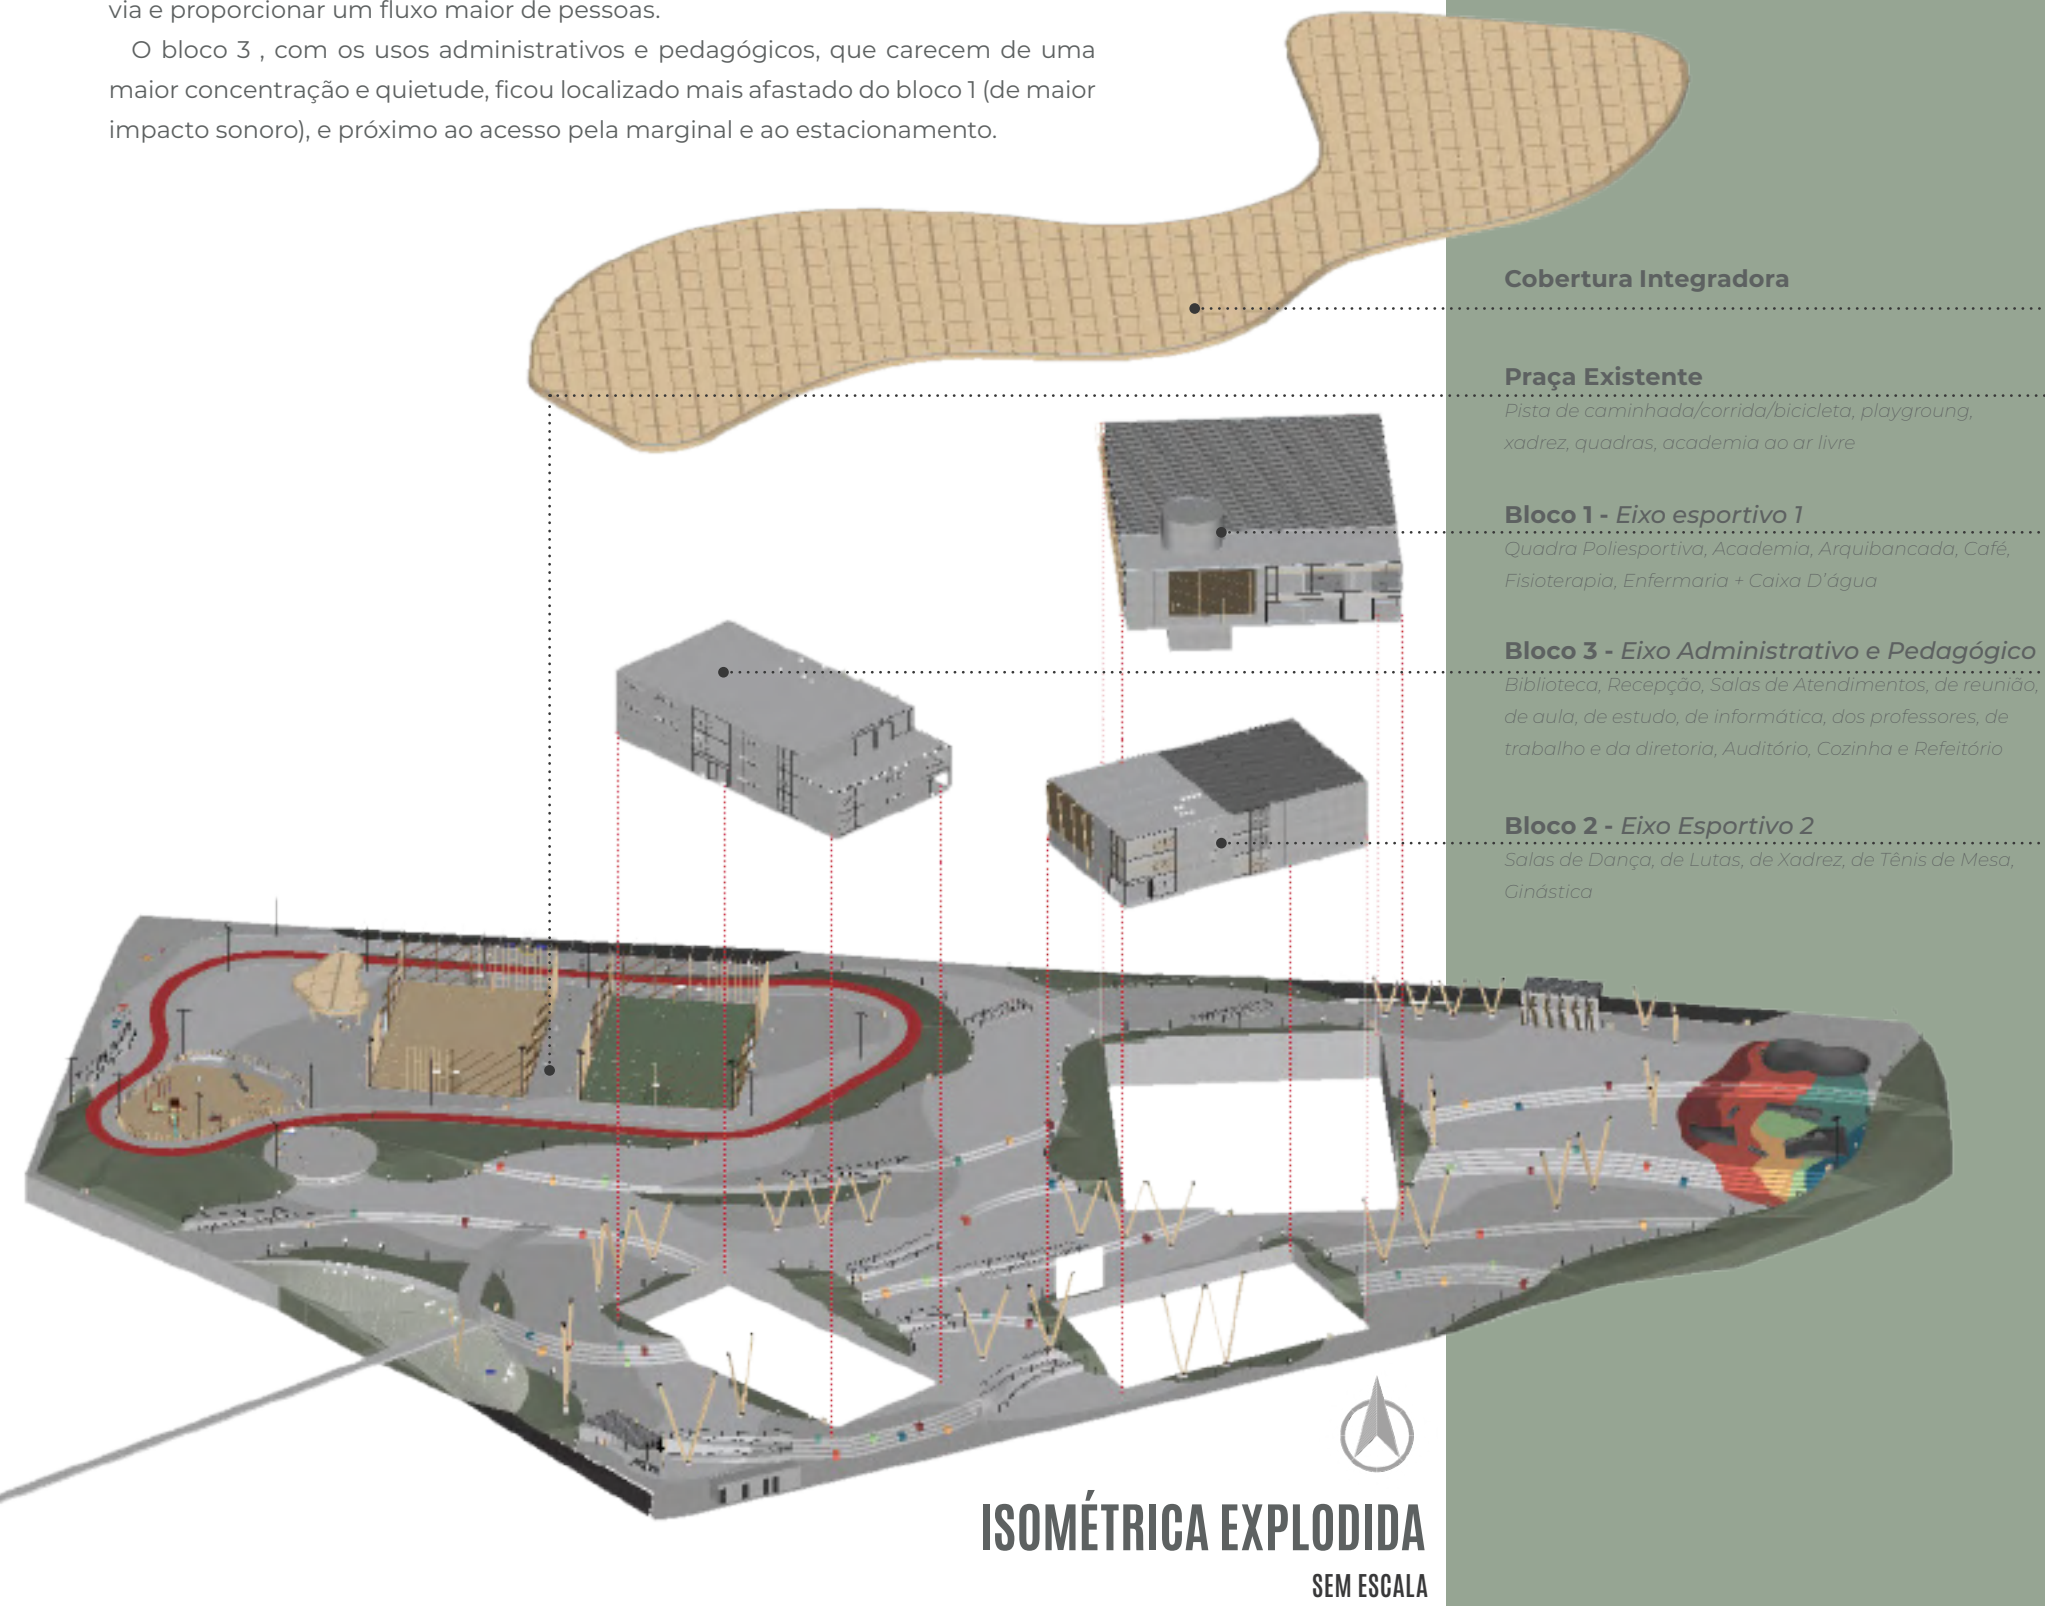 via e proporcionar um fluxo maior de pessoas.
O bloco 3 , com os usos administrativos e pedagógicos, que carecem de uma
maior concentração e quietude, ficou localizado mais afastado do bloco 1 (de maior
impacto sonoro), e próximo ao acesso pela marginal e ao estacionamento.
Cobertura Integradora
Praça Existente
Pista de caminhada/corrida/bicicleta, playgroung,
xadrez, quadras, academia ao ar livre
Bloco 1 - Eixo esportivo 1
Quadra Poliesportiva, Academia, Arquibancada, Café,
Fisioterapia, Enfermaria + Caixa D'água
Bloco 3 - Eixo Administrativo e Pedagógico
Biblioteca, Recepção, Salas de Atendimentos, de reunião,
de aula, de estudo, de informática, dos professores, de
trabalho e da diretoria, Auditório, Cozinha e Refeitório
Bloco 2 - Eixo Esportivo 2
Salas de Dança, de Lutas, de Xadrez, de Tênis de Mesa,
Ginástica
ISOMÉTRICA EXPLODIDA
SEM ESCALA